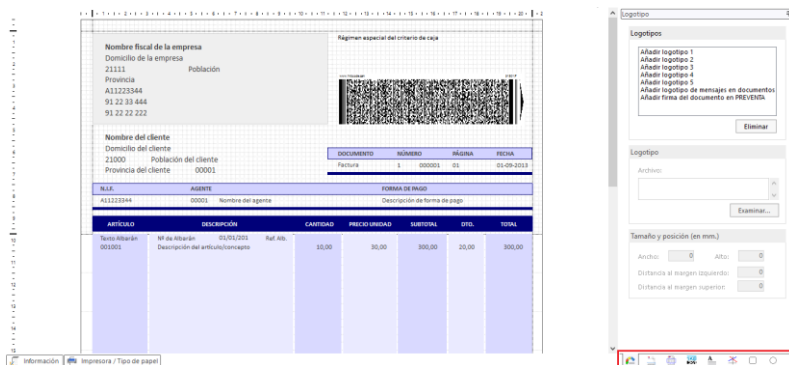 Logotipo
Nombre fiscal de la empresa
Domicilio de la empresa
21111 Población
Provincia
A11223344
91 22 33 444
91 22 22 222
Régimen especial del criterio de caja
Nombre del cliente
Domicilio del cliente
21000 Población del cliente
Provincia del cliente 00001
DOCUMENTO NÚMERO PÁGINA FECHA
Factura 1 000001 01 01-09-2013
N.I.F. AGENTE FORMA DE PAGO
A11223344 00001 Nombre del agente Descripción de forma de pago
ARTÍCULO DESCRIPCIÓN CANTIDAD PRECIO UNIDAD SUBTOTAL DTO. TOTAL
Texto Albarán Nº de Albarán 01/01/201 Ref. Alb.
001001 Descripción del artículo/concepto 10,00 30,00 300,00 20,00 300,00
Información Impresora / Tipo de papel
Logotipos
Añadir logotipo 1
Añadir logotipo 2
Añadir logotipo 3
Añadir logotipo 4
Añadir logotipo 5
Añadir logotipo de mensajes en documentos
Añadir firma del documento en PREVENTA
Eliminar
Logotipo
Archivo:
Examinar...
Tamaño y posición (en mm.)
Ancho: 0 Alto: 0
Distancia al margen izquierdo: 0
Distancia al margen superior: 0